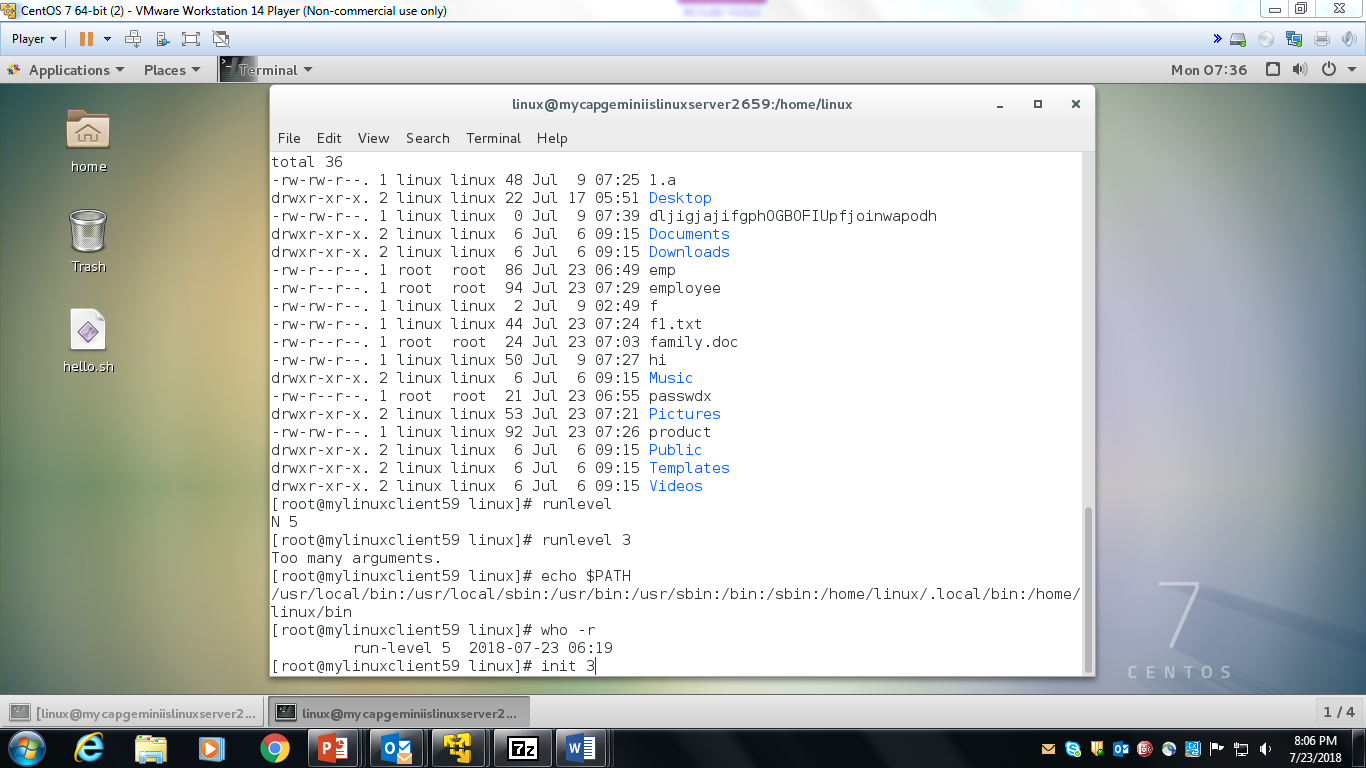 CentOS 7 64-bit (2) - VMware Workstation 14 Player (Non-commercial use only)
Player
Applications Places Terminal Mon 07:36
home
Trash
hello.sh
linux@mycapgeminiislinuxserver2659:/home/linux
File Edit View Search Terminal Help
total 36
-rw-rw-r--. 1 linux linux 48 Jul  9 07:25 1.a
drwxr-xr-x. 2 linux linux 22 Jul 17 05:51 Desktop
-rw-rw-r--. 1 linux linux  0 Jul  9 07:39 dljigjajifgphOGBOFIUpfjoinwapodh
drwxr-xr-x. 2 linux linux  6 Jul  6 09:15 Documents
drwxr-xr-x. 2 linux linux  6 Jul  6 09:15 Downloads
-rw-r--r--. 1 root  root  86 Jul 23 06:49 emp
-rw-r--r--. 1 root  root  94 Jul 23 07:29 employee
-rw-rw-r--. 1 linux linux  2 Jul  9 02:49 f
-rw-rw-r--. 1 linux linux 44 Jul 23 07:24 f1.txt
-rw-r--r--. 1 root  root  24 Jul 23 07:03 family.doc
-rw-rw-r--. 1 linux linux 50 Jul  9 07:27 hi
drwxr-xr-x. 2 linux linux  6 Jul  6 09:15 Music
-rw-r--r--. 1 root  root  21 Jul 23 06:55 passwdx
drwxr-xr-x. 2 linux linux 53 Jul 23 07:21 Pictures
-rw-rw-r--. 1 linux linux 92 Jul 23 07:26 product
drwxr-xr-x. 2 linux linux  6 Jul  6 09:15 Public
drwxr-xr-x. 2 linux linux  6 Jul  6 09:15 Templates
drwxr-xr-x. 2 linux linux  6 Jul  6 09:15 Videos
[root@mylinuxclient59 linux]# runlevel
N 5
[root@mylinuxclient59 linux]# runlevel 3
Too many arguments.
[root@mylinuxclient59 linux]# echo $PATH
/usr/local/bin:/usr/local/sbin:/usr/bin:/usr/sbin:/bin:/sbin:/home/linux/.local/bin:/home/
linux/bin
[root@mylinuxclient59 linux]# who -r
         run-level 5  2018-07-23 06:19
[root@mylinuxclient59 linux]# init 3
7
CENTOS
[linux@mycapgeminiislinuxserver2... linux@mycapgeminiislinuxserver2... 1 / 4
8:06 PM
7/23/2018